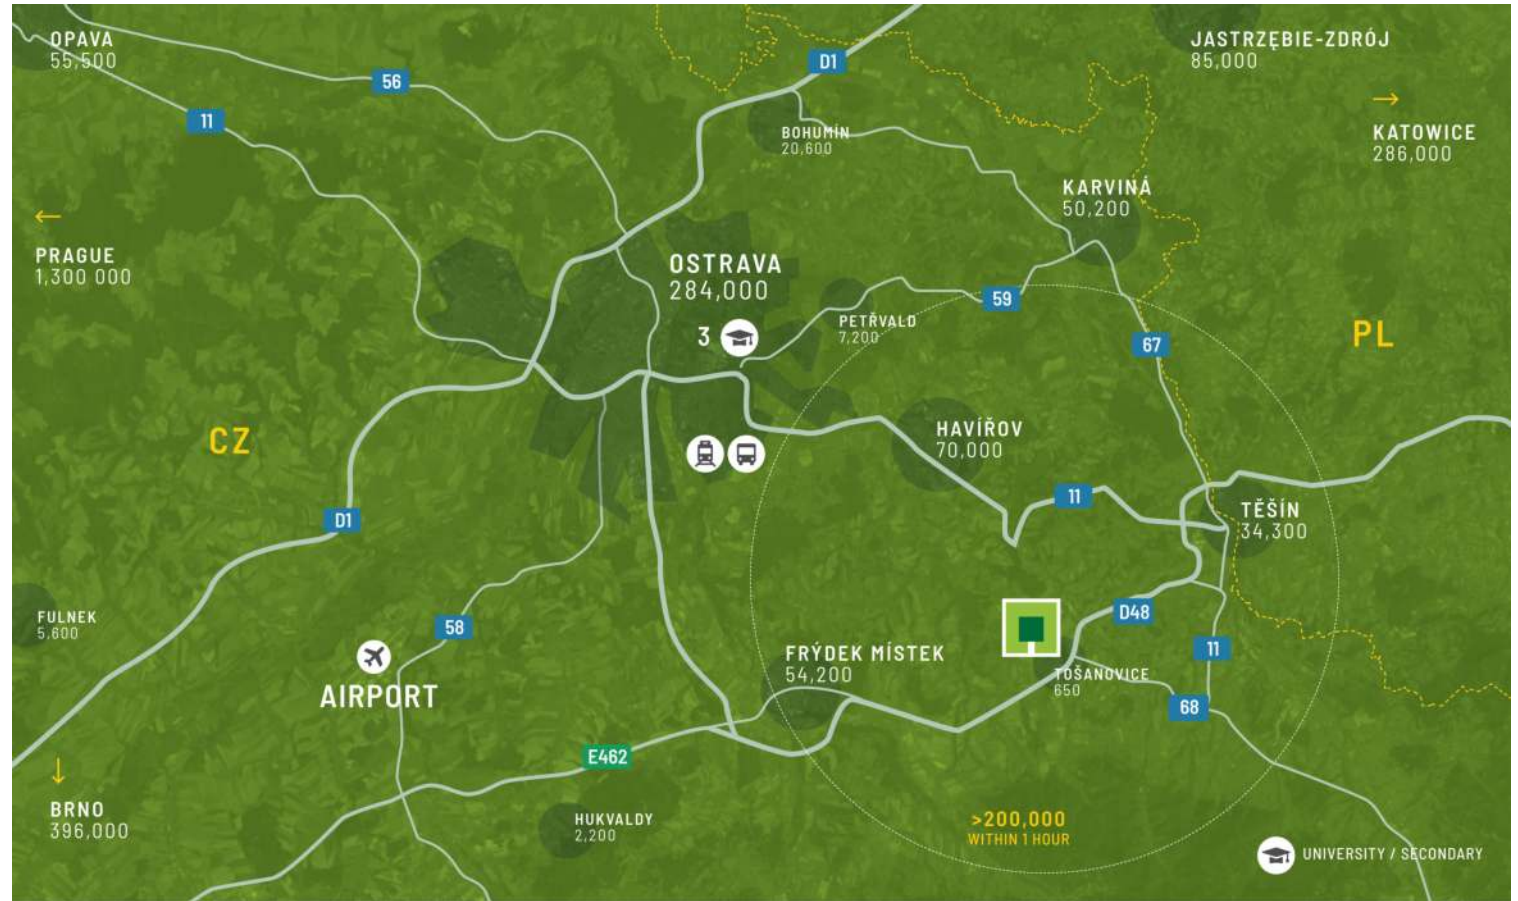 OPAVA
55,500
56
11
D1
JASTRZĘBIE-ZDRÓJ
85,000
→
KATOWICE
286,000
BOHUMÍN
20,600
KARVINÁ
50,200
←
PRAGUE
1,300 000
OSTRAVA
284,000
3
59
PETŘVALD
7,200
67
PL
CZ
HAVÍŘOV
70,000
11
TĚŠÍN
34,300
D1
FULNEK
5,600
58
AIRPORT
D48
11
FRÝDEK MÍSTEK
54,200
TOŠANOVICE
650
68
E462
↓
BRNO
396,000
HUKVALDY
2,200
>200,000
WITHIN 1 HOUR
UNIVERSITY / SECONDARY